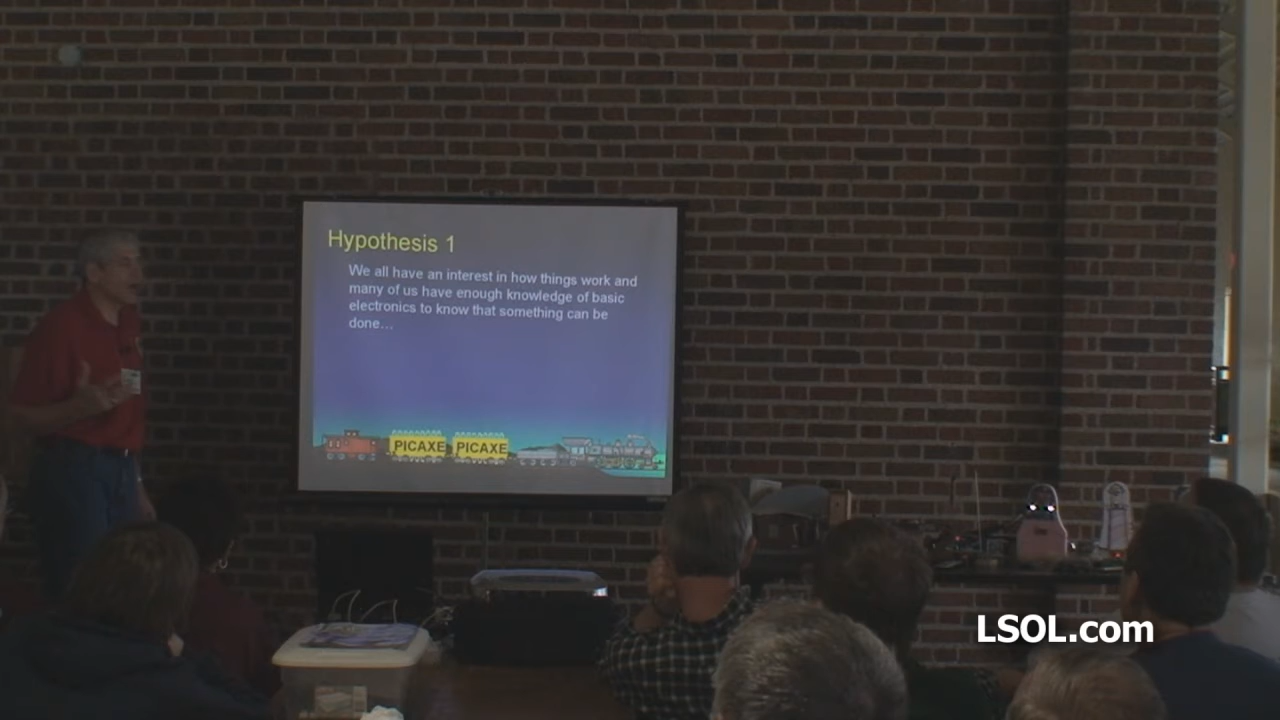 Hypothesis 1
We all have an interest in how things work and
many of us have enough knowledge of basic
electronics to know that something can be
done…
PICAXE PICAXE
LSOL.com